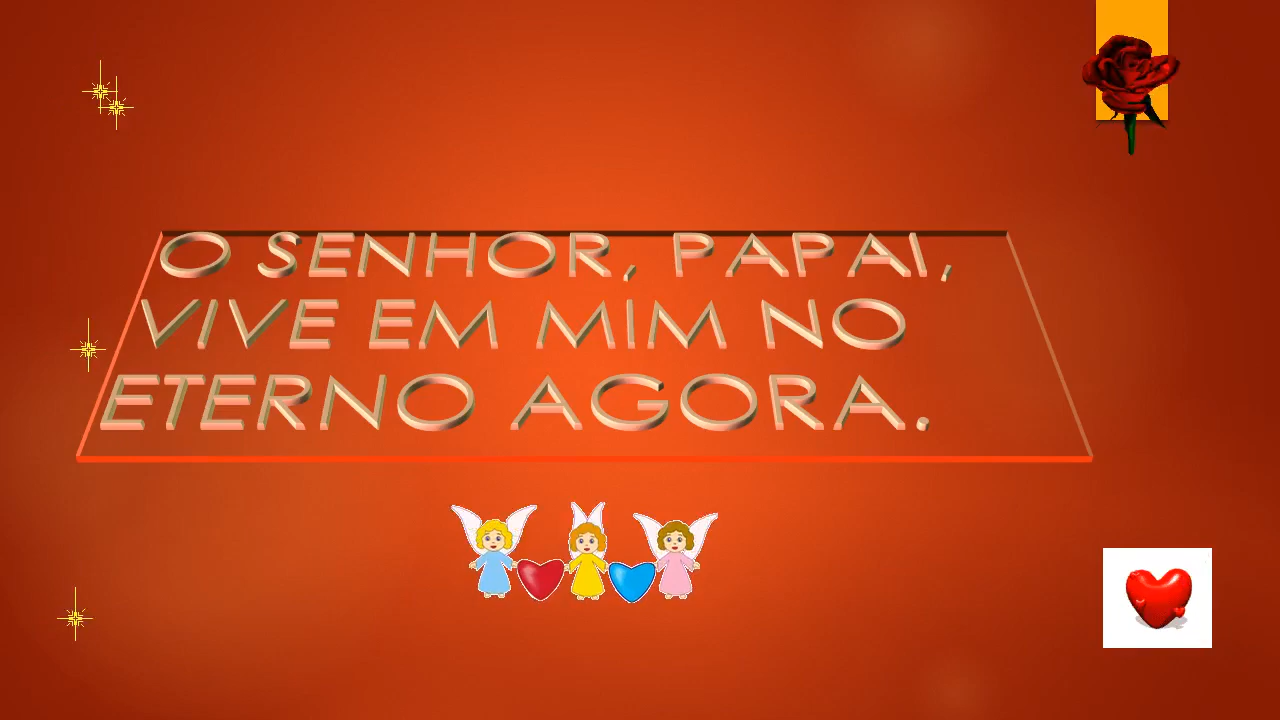 O SENHOR, PAPAI,
VIVE EM MIM NO
ETERNO AGORA.